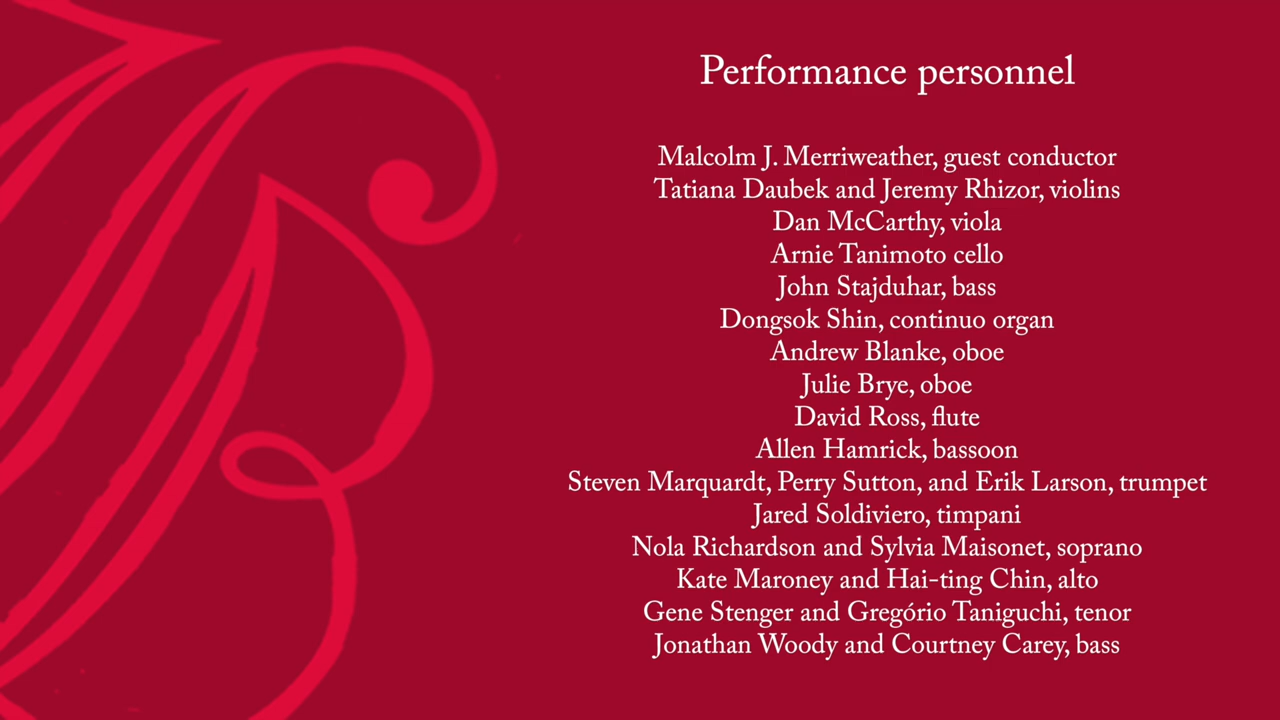 Performance personnel
Malcolm J. Merriweather, guest conductor
Tatiana Daubek and Jeremy Rhizor, violins
Dan McCarthy, viola
Arnie Tanimoto cello
John Stajduhar, bass
Dongsok Shin, continuo organ
Andrew Blanke, oboe
Julie Brye, oboe
David Ross, flute
Allen Hamrick, bassoon
Steven Marquardt, Perry Sutton, and Erik Larson, trumpet
Jared Soldiviero, timpani
Nola Richardson and Sylvia Maisonet, soprano
Kate Maroney and Hai-ting Chin, alto
Gene Stenger and Gregório Taniguchi, tenor
Jonathan Woody and Courtney Carey, bass